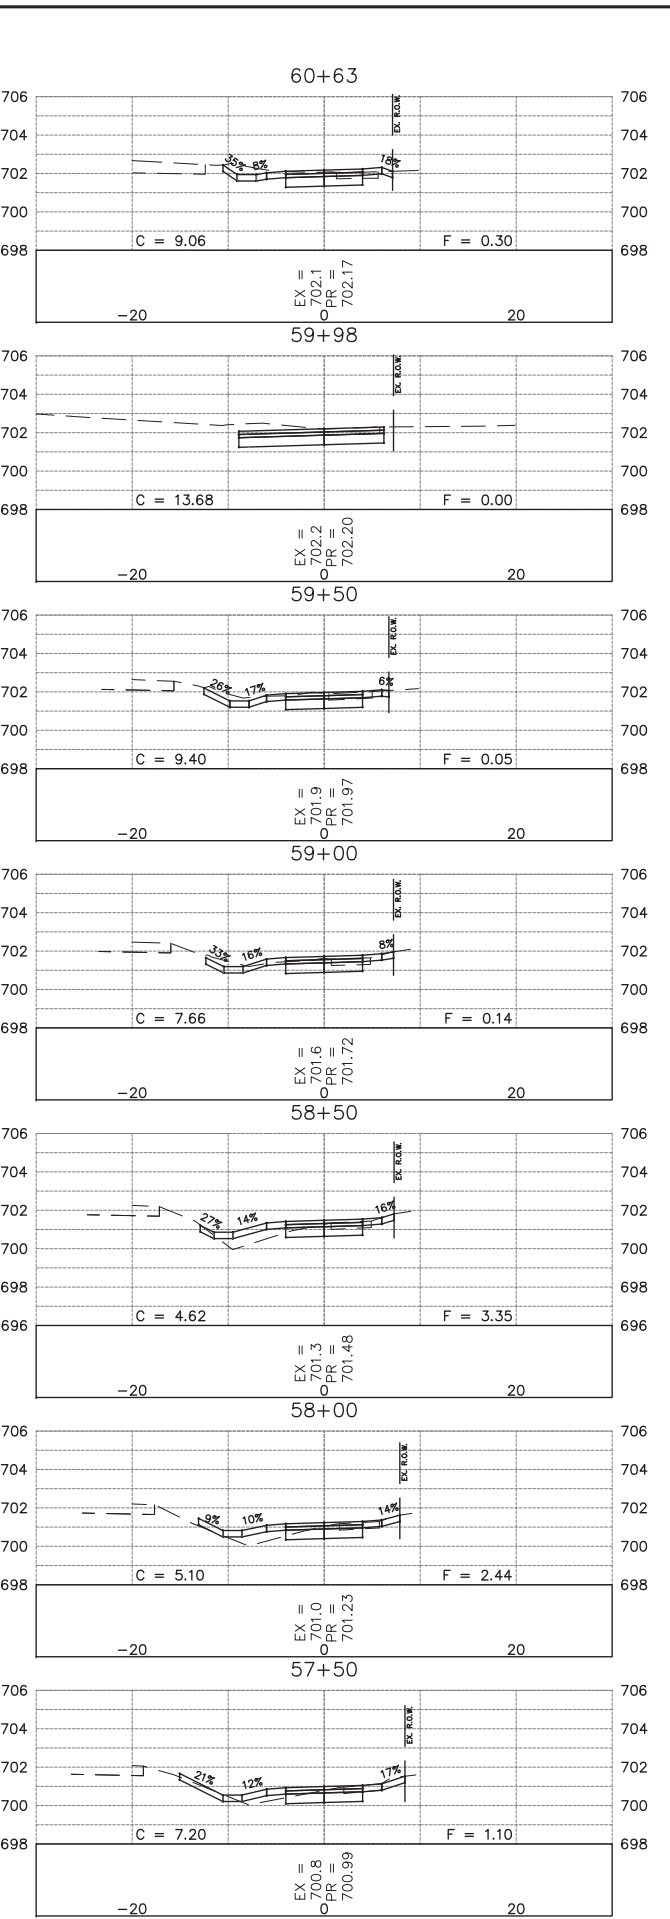 60+63
706 706
704 704
702 702
700 700
698 698
EX. R.O.W.
35% 8% 18%
C = 9.06 F = 0.30
EX = 702.1
PR = 702.17
-20 0 20
59+98
706 706
704 704
702 702
700 700
698 698
EX. R.O.W.
C = 13.68 F = 0.00
EX = 702.2
PR = 702.20
-20 0 20
59+50
706 706
704 704
702 702
700 700
698 698
EX. R.O.W.
26% 17% 6%
C = 9.40 F = 0.05
EX = 701.9
PR = 701.97
-20 0 20
59+00
706 706
704 704
702 702
700 700
698 698
EX. R.O.W.
33% 16% 8%
C = 7.66 F = 0.14
EX = 701.6
PR = 701.72
-20 0 20
58+50
706 706
704 704
702 702
700 700
698 698
696 696
EX. R.O.W.
27% 14% 16%
C = 4.62 F = 3.35
EX = 701.3
PR = 701.48
-20 0 20
58+00
706 706
704 704
702 702
700 700
698 698
EX. R.O.W.
9% 10% 14%
C = 5.10 F = 2.44
EX = 701.0
PR = 701.23
-20 0 20
57+50
706 706
704 704
702 702
700 700
698 698
EX. R.O.W.
21% 12% 17%
C = 7.20 F = 1.10
EX = 700.8
PR = 700.99
-20 0 20